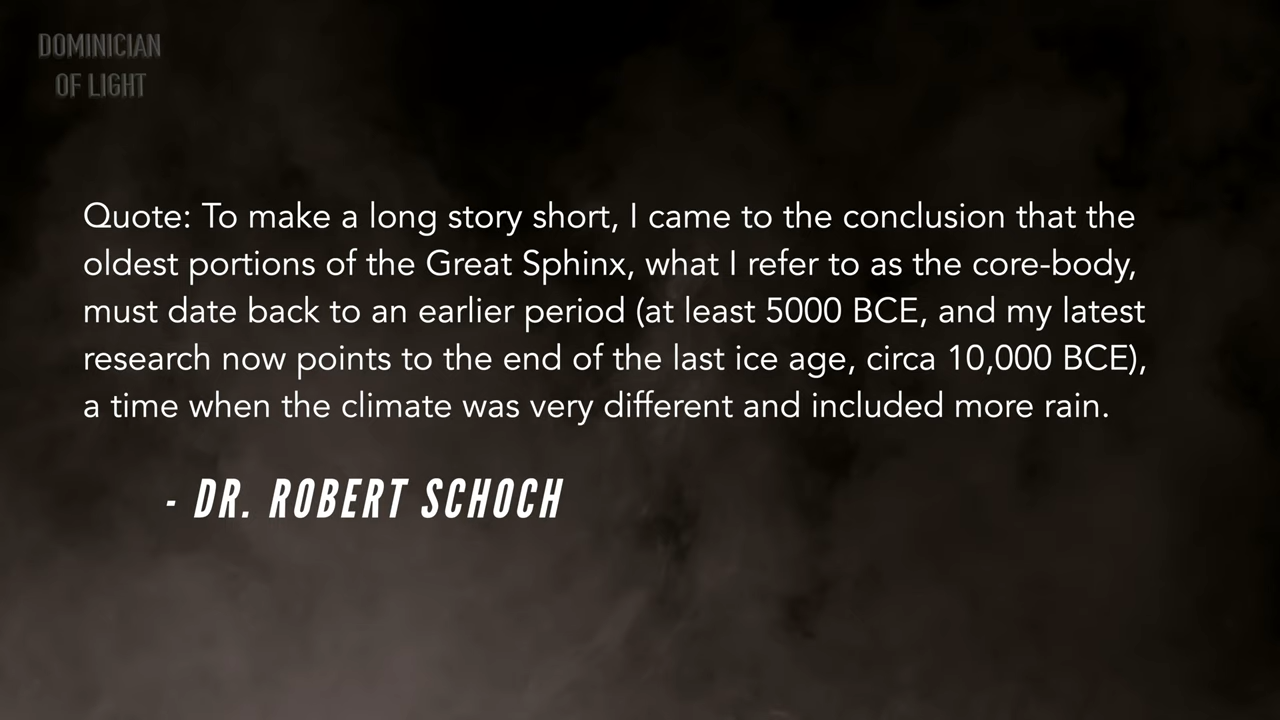 DOMINICIAN
OF LIGHT
Quote: To make a long story short, I came to the conclusion that the
oldest portions of the Great Sphinx, what I refer to as the core-body,
must date back to an earlier period (at least 5000 BCE, and my latest
research now points to the end of the last ice age, circa 10,000 BCE),
a time when the climate was very different and included more rain.
- DR. ROBERT SCHOCH